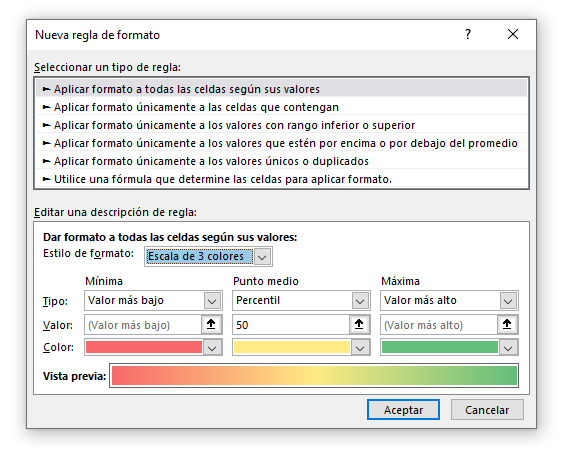 Nueva regla de formato
?
Seleccionar un tipo de regla:
► Aplicar formato a todas las celdas según sus valores
► Aplicar formato únicamente a las celdas que contengan
► Aplicar formato únicamente a los valores con rango inferior o superior
► Aplicar formato únicamente a los valores que estén por encima o por debajo del promedio
► Aplicar formato únicamente a los valores únicos o duplicados
► Utilice una fórmula que determine las celdas para aplicar formato.
Editar una descripción de regla:
Dar formato a todas las celdas según sus valores:
Estilo de formato: Escala de 3 colores
Mínima Punto medio Máxima
Tipo: Valor más bajo Percentil Valor más alto
Valor: (Valor más bajo) 50 (Valor más alto)
Color:
Vista previa:
Aceptar Cancelar